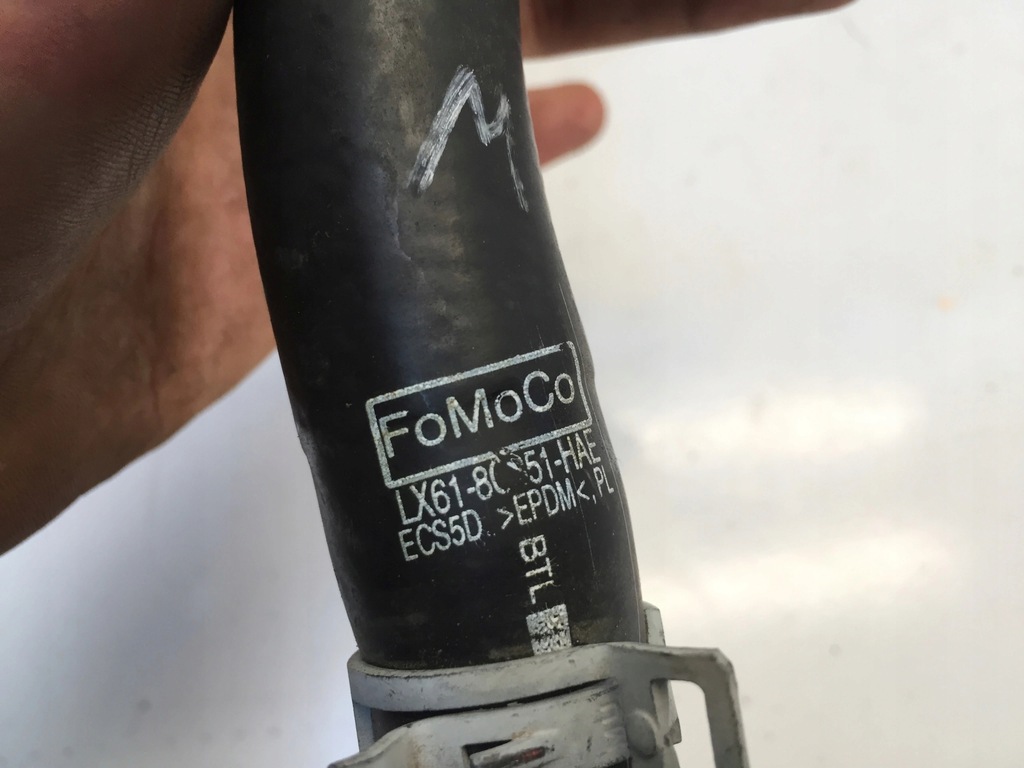 M
FoMoCo
ECS5D >EPDM<, PL
BTL